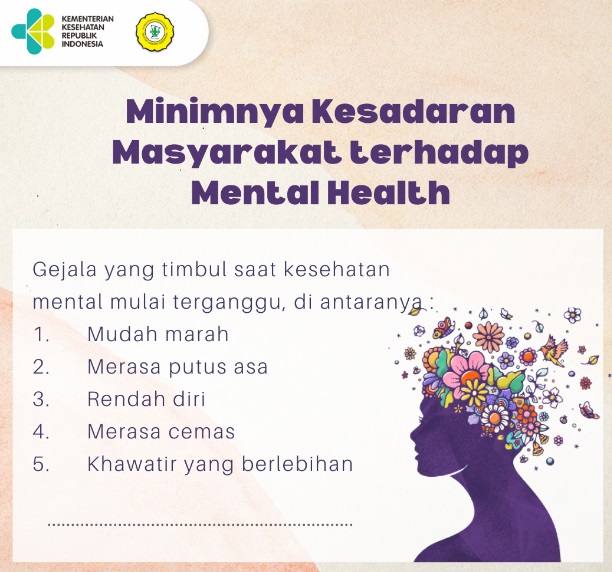 KEMENTERIAN
KESEHATAN
REPUBLIK
INDONESIA
Minimnya Kesadaran
Masyarakat terhadap
Mental Health
Gejala yang timbul saat kesehatan
mental mulai terganggu, di antaranya :
1. Mudah marah
2. Merasa putus asa
3. Rendah diri
4. Merasa cemas
5. Khawatir yang berlebihan
..................................................................